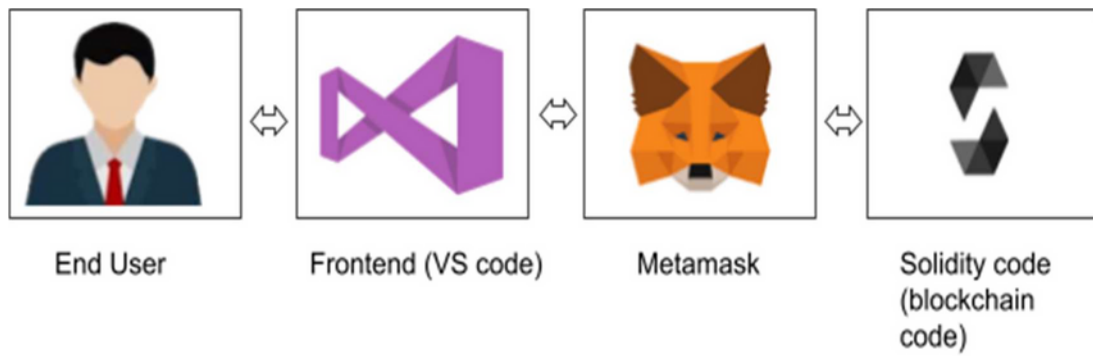 End User
Frontend (VS code)
Metamask
Solidity code
(blockchain
code)